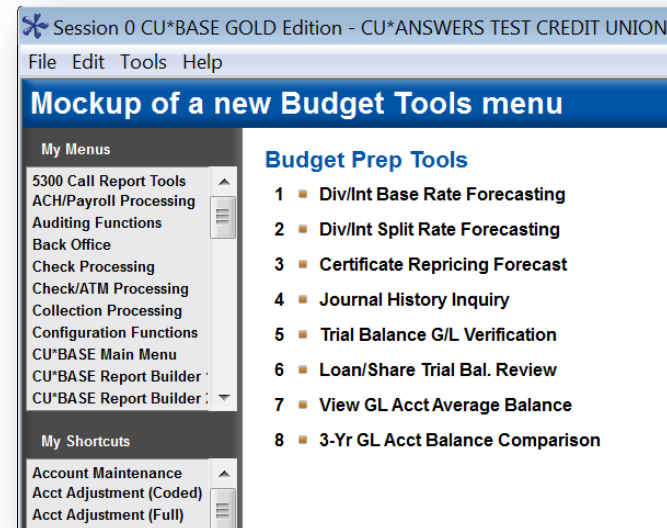 Session 0 CU*BASE GOLD Edition - CU*ANSWERS TEST CREDIT UNION
File Edit Tools Help
Mockup of a new Budget Tools menu
My Menus
5300 Call Report Tools
ACH/Payroll Processing
Auditing Functions
Back Office
Check Processing
Check/ATM Processing
Collection Processing
Configuration Functions
CU*BASE Main Menu
CU*BASE Report Builder
CU*BASE Report Builder
My Shortcuts
Account Maintenance
Acct Adjustment (Coded)
Acct Adjustment (Full)
Budget Prep Tools
1 Div/Int Base Rate Forecasting
2 Div/Int Split Rate Forecasting
3 Certificate Repricing Forecast
4 Journal History Inquiry
5 Trial Balance G/L Verification
6 Loan/Share Trial Bal. Review
7 View GL Acct Average Balance
8 3-Yr GL Acct Balance Comparison